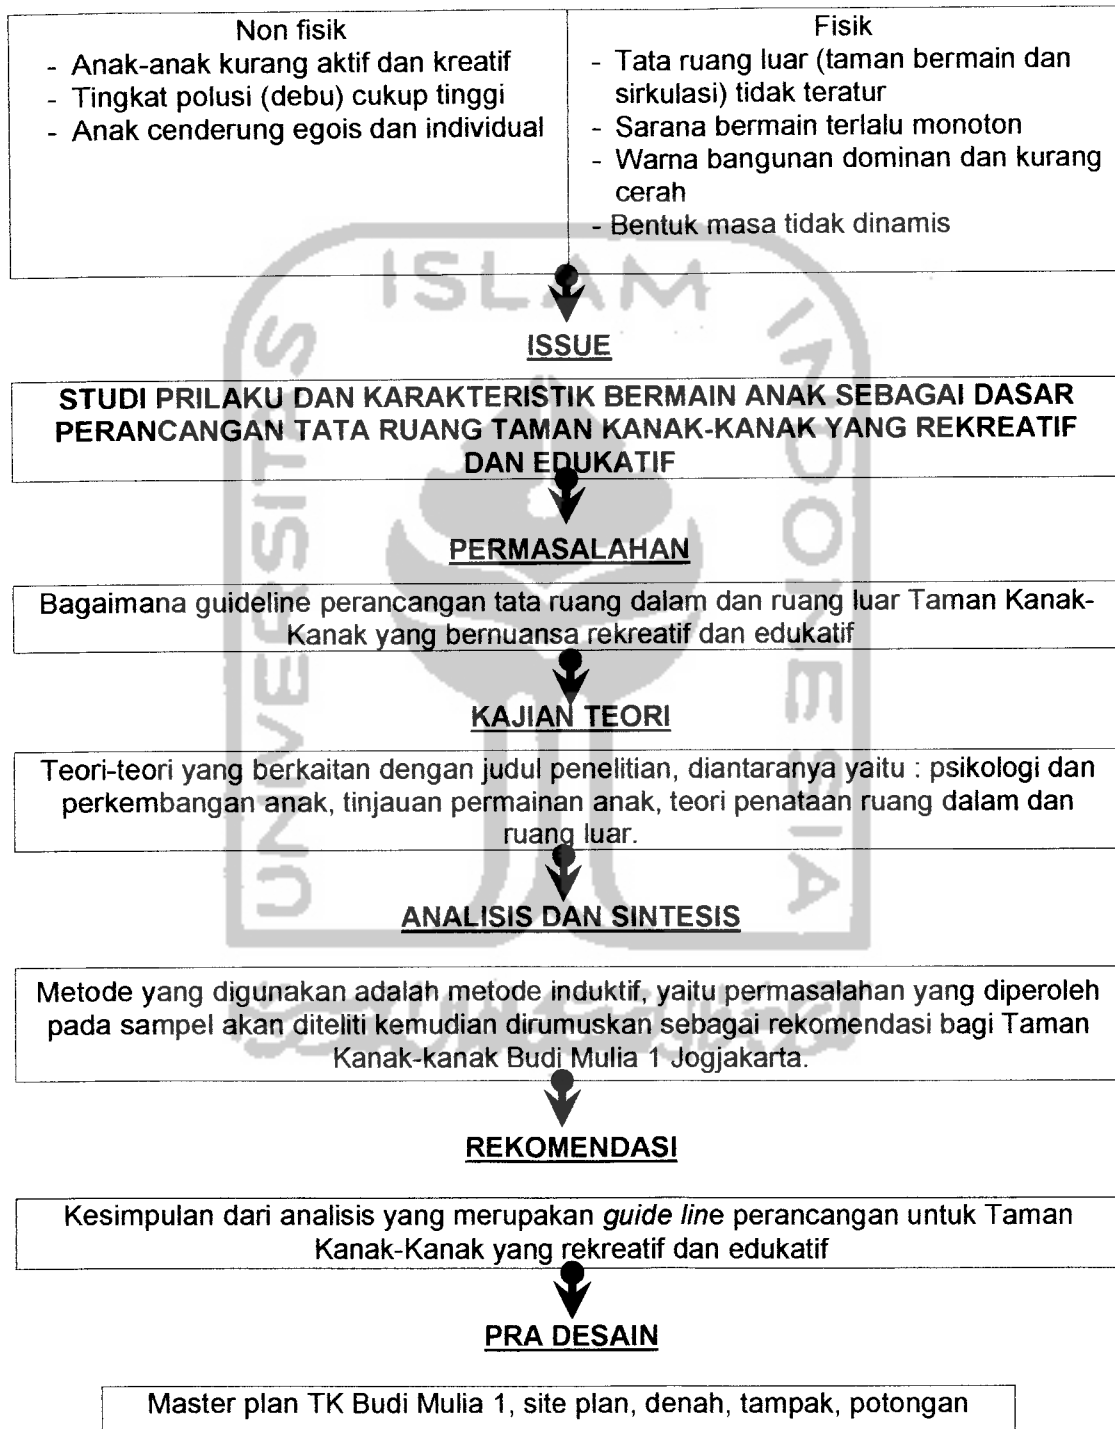 Non fisik
- Anak-anak kurang aktif dan kreatif
- Tingkat polusi (debu) cukup tinggi
- Anak cenderung egois dan individual
Fisik
- Tata ruang luar (taman bermain dan
sirkulasi) tidak teratur
- Sarana bermain terlalu monoton
- Warna bangunan dominan dan kurang
cerah
- Bentuk masa tidak dinamis
ISSUE
STUDI PRILAKU DAN KARAKTERISTIK BERMAIN ANAK SEBAGAI DASAR
PERANCANGAN TATA RUANG TAMAN KANAK-KANAK YANG REKREATIF
DAN EDUKATIF
PERMASALAHAN
Bagaimana guideline perancangan tata ruang dalam dan ruang luar Taman Kanak-
Kanak yang bernuansa rekreatif dan edukatif
KAJIAN TEORI
Teori-teori yang berkaitan dengan judul penelitian, diantaranya yaitu : psikologi dan
perkembangan anak, tinjauan permainan anak, teori penataan ruang dalam dan
ruang luar.
ANALISIS DAN SINTESIS
Metode yang digunakan adalah metode induktif, yaitu permasalahan yang diperoleh
pada sampel akan diteliti kemudian dirumuskan sebagai rekomendasi bagi Taman
Kanak-kanak Budi Mulia 1 Jogjakarta.
REKOMENDASI
Kesimpulan dari analisis yang merupakan guide line perancangan untuk Taman
Kanak-Kanak yang rekreatif dan edukatif
PRA DESAIN
Master plan TK Budi Mulia 1, site plan, denah, tampak, potongan
UNIVERSITAS
ISLAM
INDONESIA